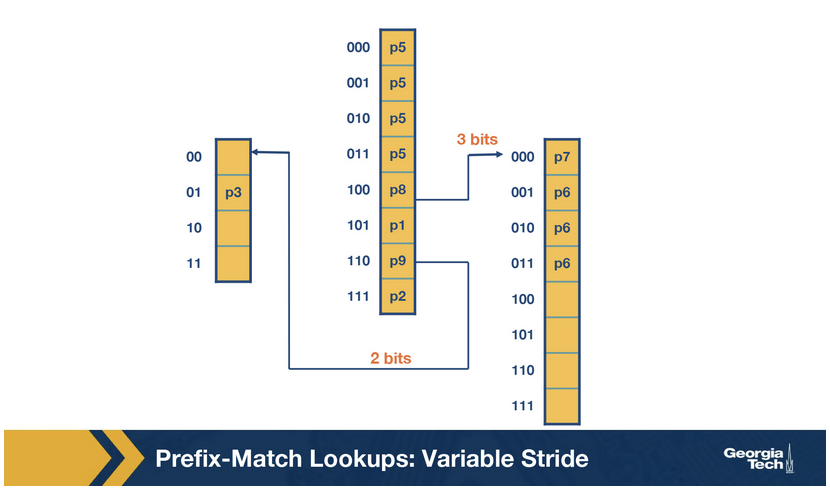 000 p5
001 p5
010 p5
011 p5
100 p8
101 p1
110 p9
111 p2
00
01 p3
10
11
3 bits
000 p7
001 p6
010 p6
011 p6
100
101
110
111
2 bits
Prefix-Match Lookups: Variable Stride
Georgia
Tech